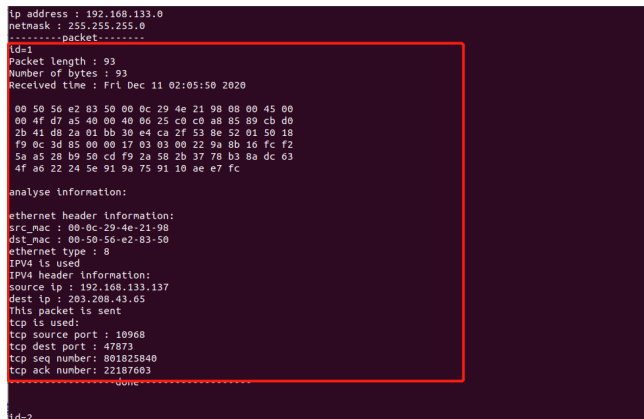 ip address : 192.168.133.0
netmask : 255.255.255.0
---------packet--------
id=1
Packet length : 93
Number of bytes : 93
Received time : Fri Dec 11 02:05:50 2020
00 50 56 e2 83 50 00 0c 29 4e 21 98 08 00 45 00
00 4f d7 a5 40 00 40 06 25 c0 c0 a8 85 89 cb d0
2b 41 d8 2a 01 bb 30 e4 ca 2f 53 8e 52 01 50 18
f9 0c 3d 85 00 00 17 03 03 00 22 9a 8b 16 fc f2
5a a5 28 b9 50 cd f9 2a 58 2b 37 78 b3 8a dc 63
4f a6 22 24 5e 91 9a 75 91 10 ae e7 fc
analyse information:
ethernet header information:
src_mac : 00-0c-29-4e-21-98
dst_mac : 00-50-56-e2-83-50
ethernet type : 8
IPV4 is used
IPV4 header information:
source ip : 192.168.133.137
dest ip : 203.208.43.65
This packet is sent
tcp is used:
tcp source port : 10968
tcp dest port : 47873
tcp seq number: 801825840
tcp ack number: 22187603
------------------done-------------------
id=2